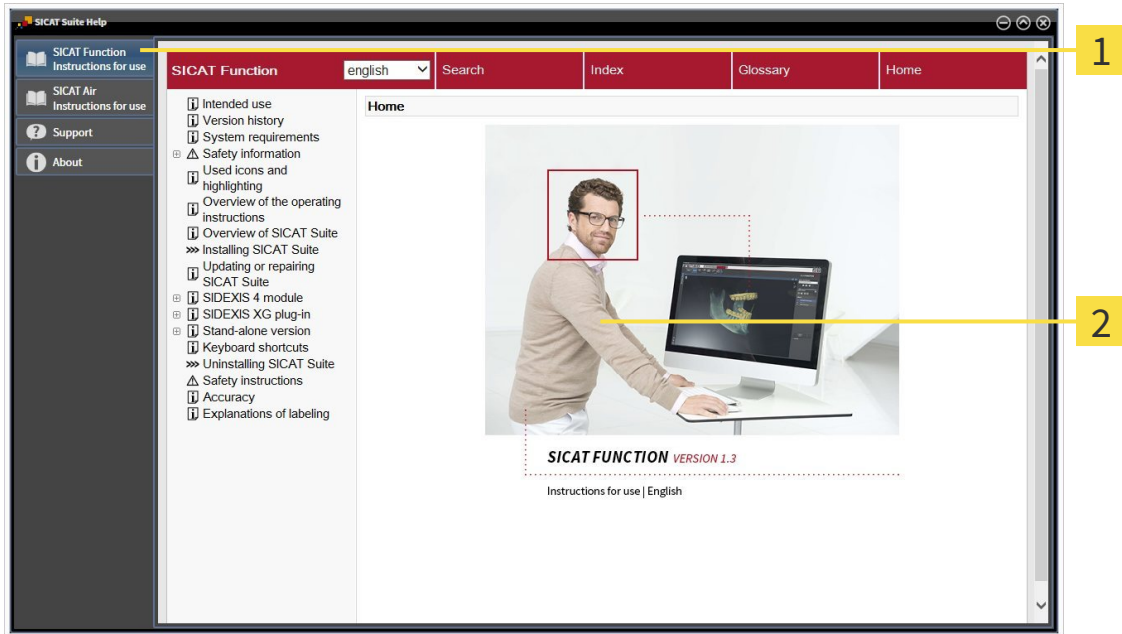 SICAT Suite Help
SICAT Function
Instructions for use
SICAT Air
Instructions for use
Support
About
SICAT Function
english
Search
Index
Glossary
Home
Intended use
Version history
System requirements
Safety information
Used icons and
highlighting
Overview of the operating
instructions
Overview of SICAT Suite
Installing SICAT Suite
Updating or repairing
SICAT Suite
SIDEXIS 4 module
SIDEXIS XG plug-in
Stand-alone version
Keyboard shortcuts
Uninstalling SICAT Suite
Safety instructions
Accuracy
Explanations of labeling
Home
SICAT FUNCTION VERSION 1.3
Instructions for use | English
1
2